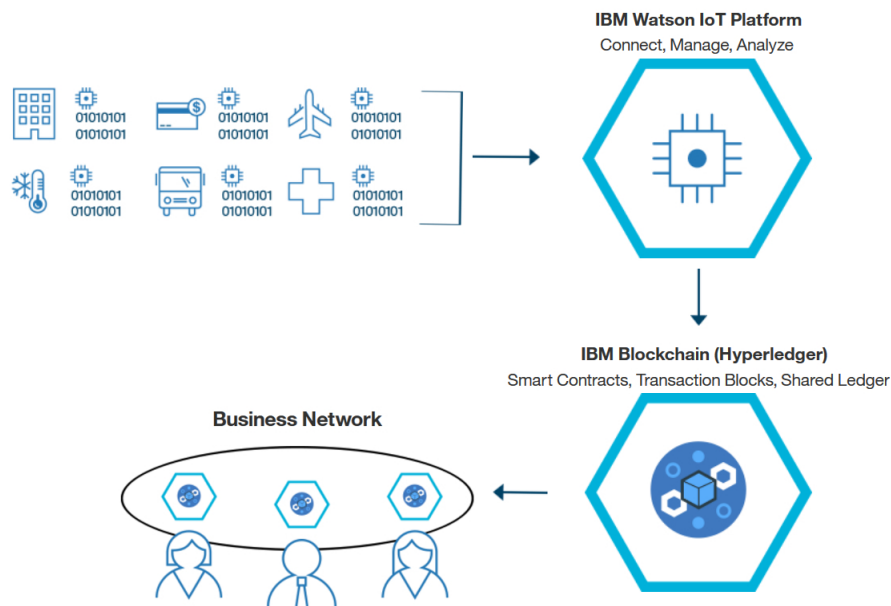 IBM Watson IoT Platform
Connect, Manage, Analyze
01010101
01010101
$
01010101
01010101
01010101
01010101
01010101
01010101
01010101
01010101
01010101
01010101
IBM Blockchain (Hyperledger)
Smart Contracts, Transaction Blocks, Shared Ledger
Business Network